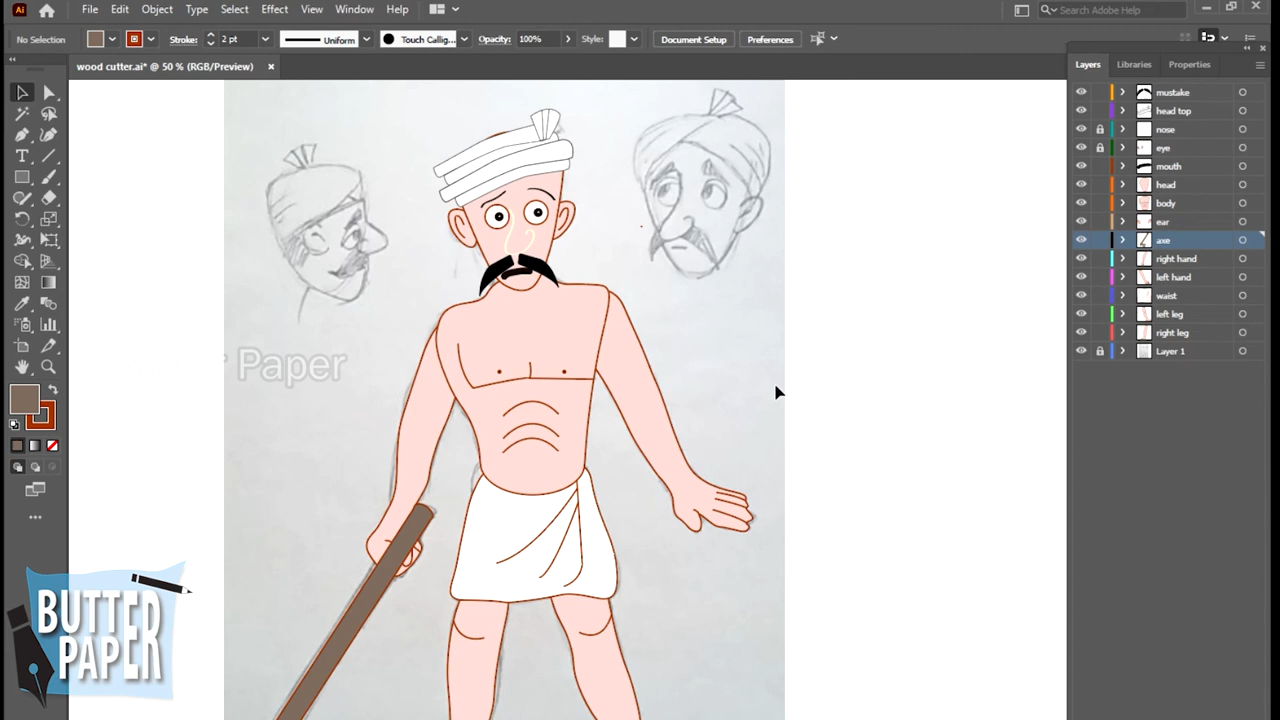 Ai File Edit Object Type Select Effect View Window Help Search Adobe Help
No Selection Stroke: 2 pt Uniform Touch Callig... Opacity: 100% Style: Document Setup Preferences
wood cutter.ai* @ 50 % (RGB/Preview)
Layers Libraries Properties
mustake
head top
nose
eye
mouth
head
body
ear
axe
right hand
left hand
waist
left leg
right leg
Layer 1
Paper
BUTTER
PAPER